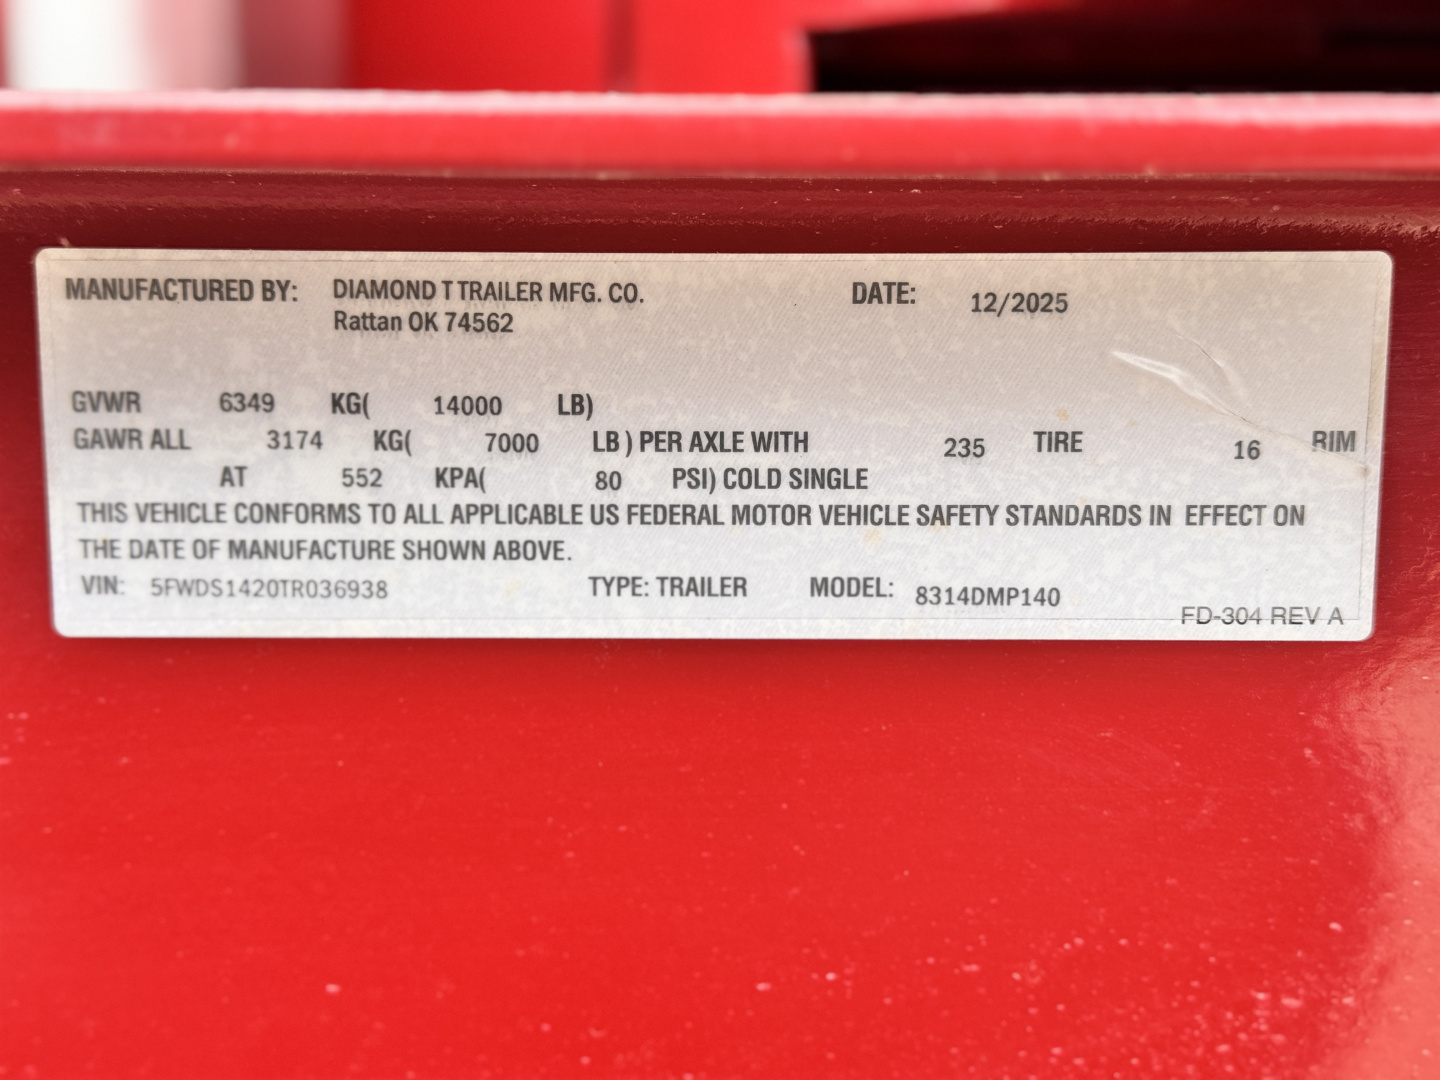 MANUFACTURED BY: DIAMOND T TRAILER MFG. CO. DATE: 12/2025
Rattan OK 74562
GVWR 6349 KG( 14000 LB)
GAWR ALL 3174 KG( 7000 LB ) PER AXLE WITH 235 TIRE 16 RIM
AT 552 KPA( 80 PSI) COLD SINGLE
THIS VEHICLE CONFORMS TO ALL APPLICABLE US FEDERAL MOTOR VEHICLE SAFETY STANDARDS IN EFFECT ON
THE DATE OF MANUFACTURE SHOWN ABOVE.
VIN: 5FWDS1420TR036938 TYPE: TRAILER MODEL: 8314DMP140
FD-304 REV A